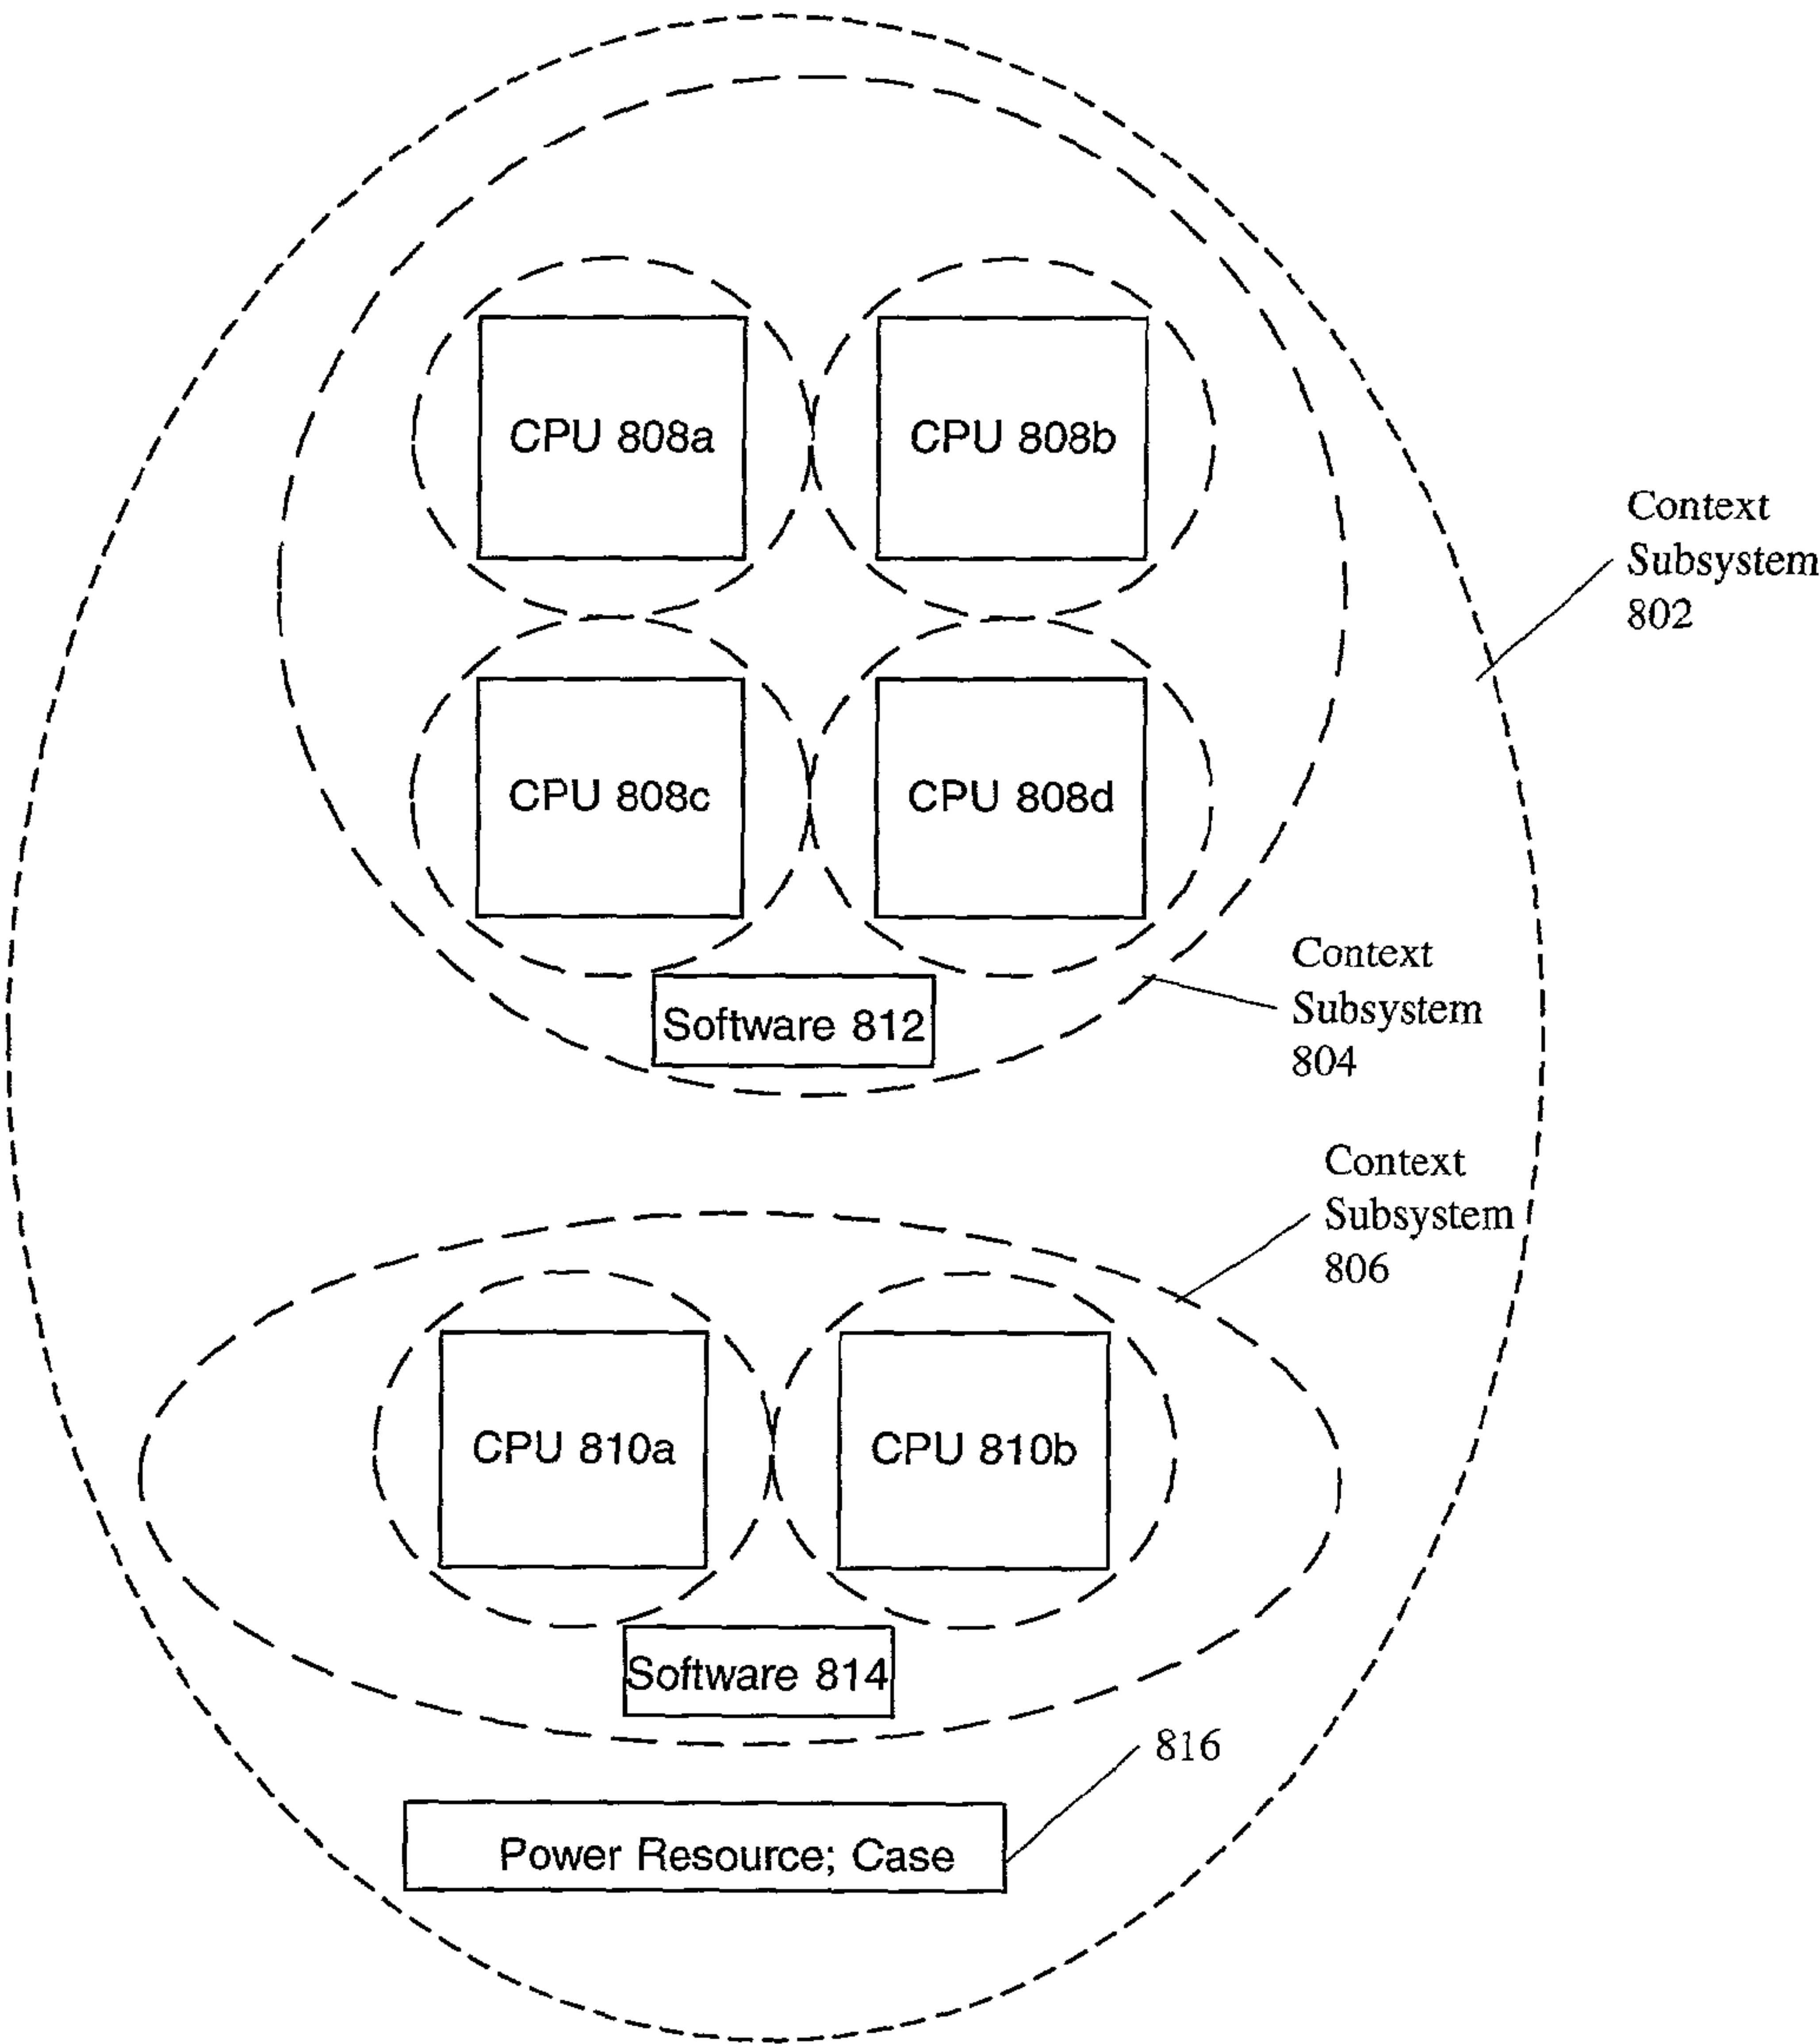 CPU 808a
CPU 808b
Context
Subsystem
802
CPU 808c
CPU 808d
Context
Subsystem
804
Software 812
Context
Subsystem
806
CPU 810a
CPU 810b
Software 814
816
Power Resource; Case